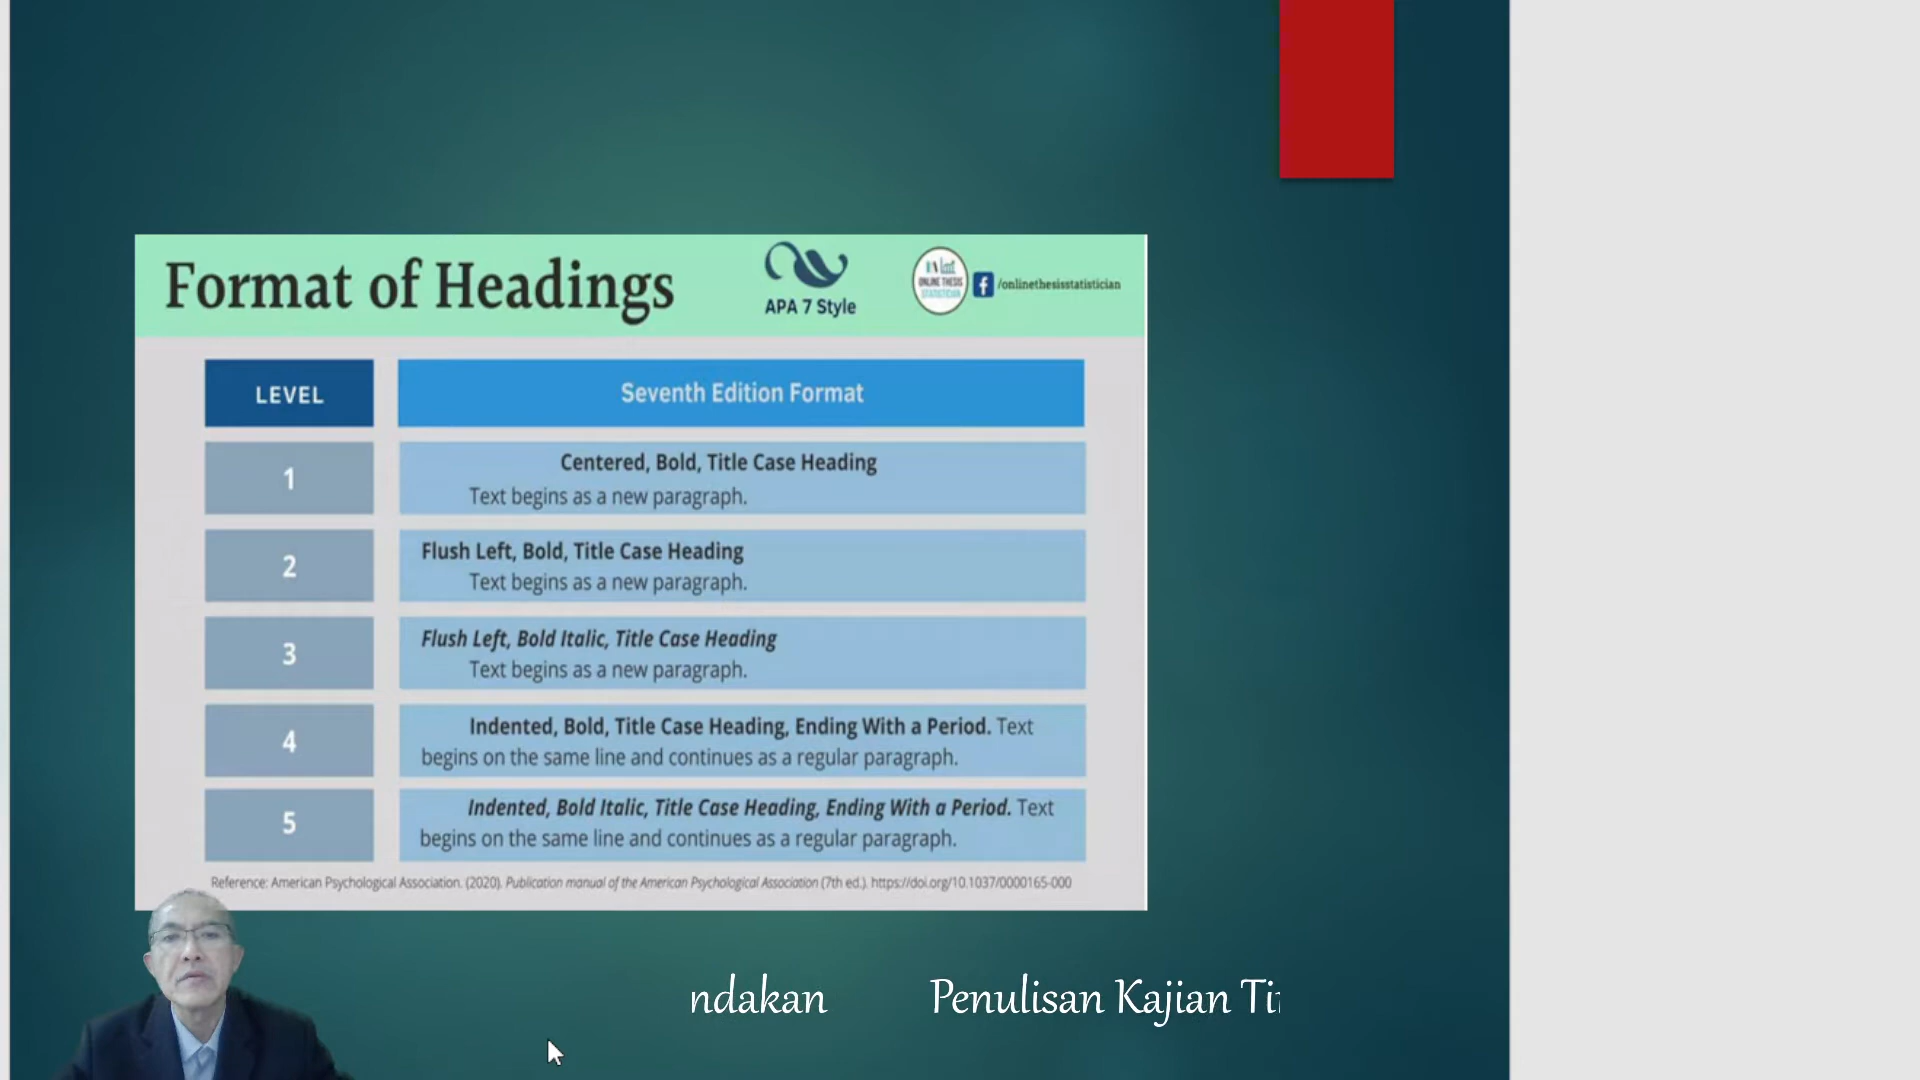 Format of Headings
APA 7 Style
ONLINE THESIS
STATISTICIAN
/onlinethesisstatistician
LEVEL
Seventh Edition Format
1
Centered, Bold, Title Case Heading
Text begins as a new paragraph.
2
Flush Left, Bold, Title Case Heading
Text begins as a new paragraph.
3
Flush Left, Bold Italic, Title Case Heading
Text begins as a new paragraph.
4
Indented, Bold, Title Case Heading, Ending With a Period. Text
begins on the same line and continues as a regular paragraph.
5
Indented, Bold Italic, Title Case Heading, Ending With a Period. Text
begins on the same line and continues as a regular paragraph.
Reference: American Psychological Association. (2020). Publication manual of the American Psychological Association (7th ed.). https://doi.org/10.1037/0000165-000
ndakan Penulisan Kajian Ti